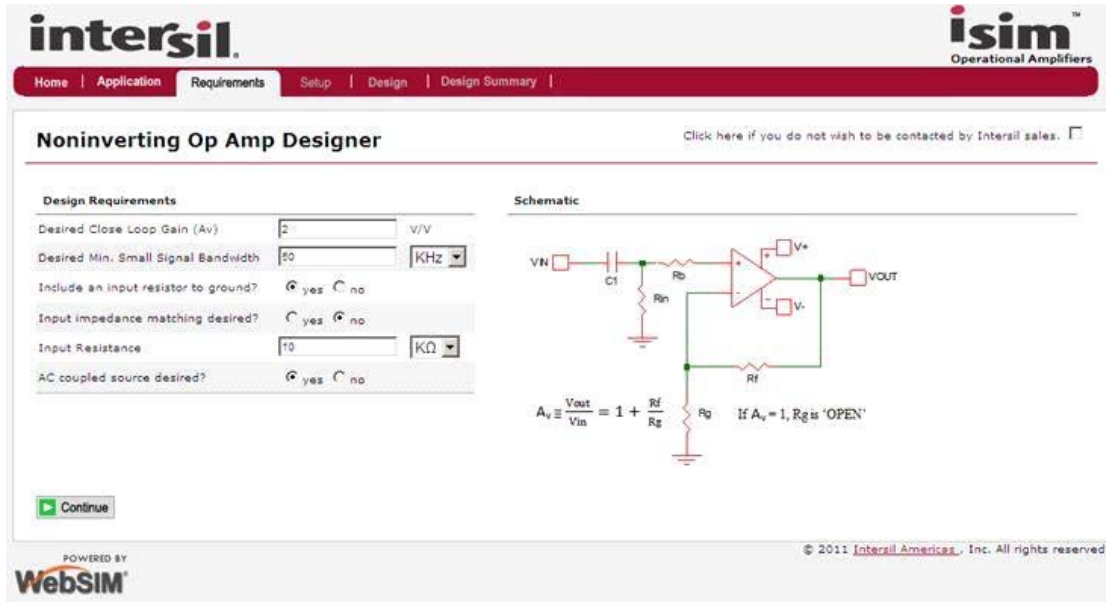 intersil
isim™
Operational Amplifiers
Home | Application Requirements Setup | Design | Design Summary |
Noninverting Op Amp Designer
Click here if you do not wish to be contacted by Intersil sales.
Design Requirements
Desired Close Loop Gain (Av) 2 V/V
Desired Min. Small Signal Bandwidth 50 KHz
Include an input resistor to ground? yes no
Input impedance matching desired? yes no
Input Resistance 10 KΩ
AC coupled source desired? yes no
Schematic
VIN
C1
Rb
Rin
+
-
+
-
V+
V-
VOUT
Rf
Rg
Av ≡ Vout/Vin = 1 + Rf/Rg
If Av = 1, Rg is 'OPEN'
Continue
© 2011 Intersil Americas, Inc. All rights reserved
POWERED BY
WebSIM